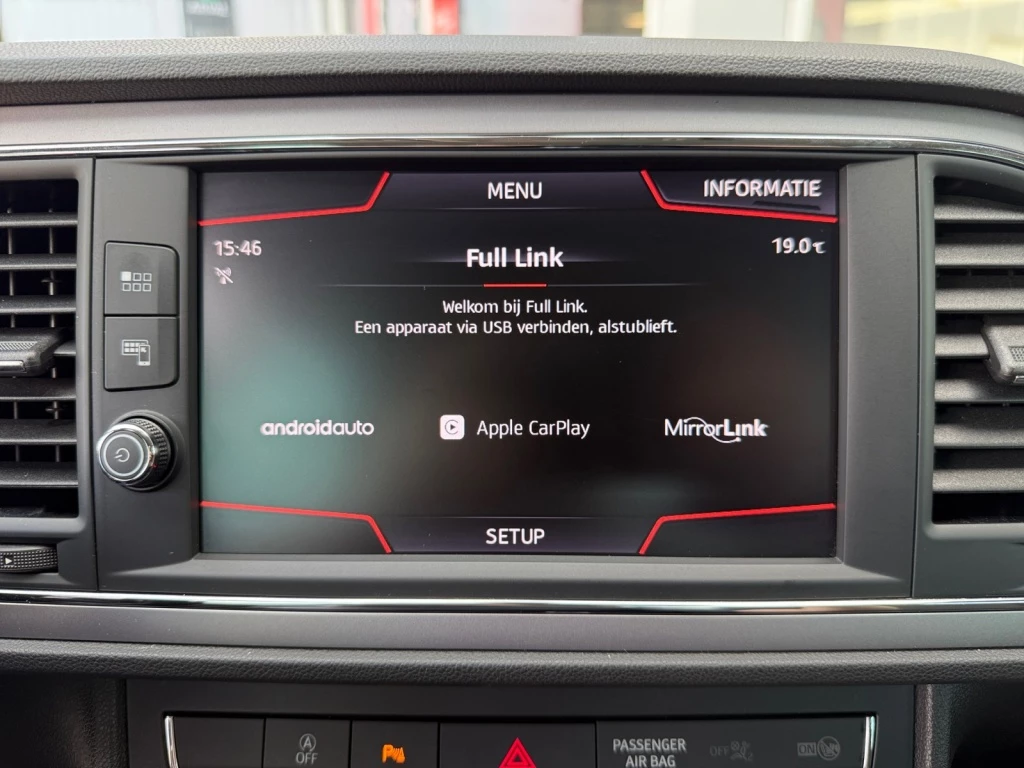 MENU
INFORMATIE
15:46
19.0℃
Full Link
Welkom bij Full Link.
Een apparaat via USB verbinden, alstublieft.
androidauto
Apple CarPlay
MirrorLink
SETUP
A
OFF
P
PASSENGER
AIR BAG
OFF
ON